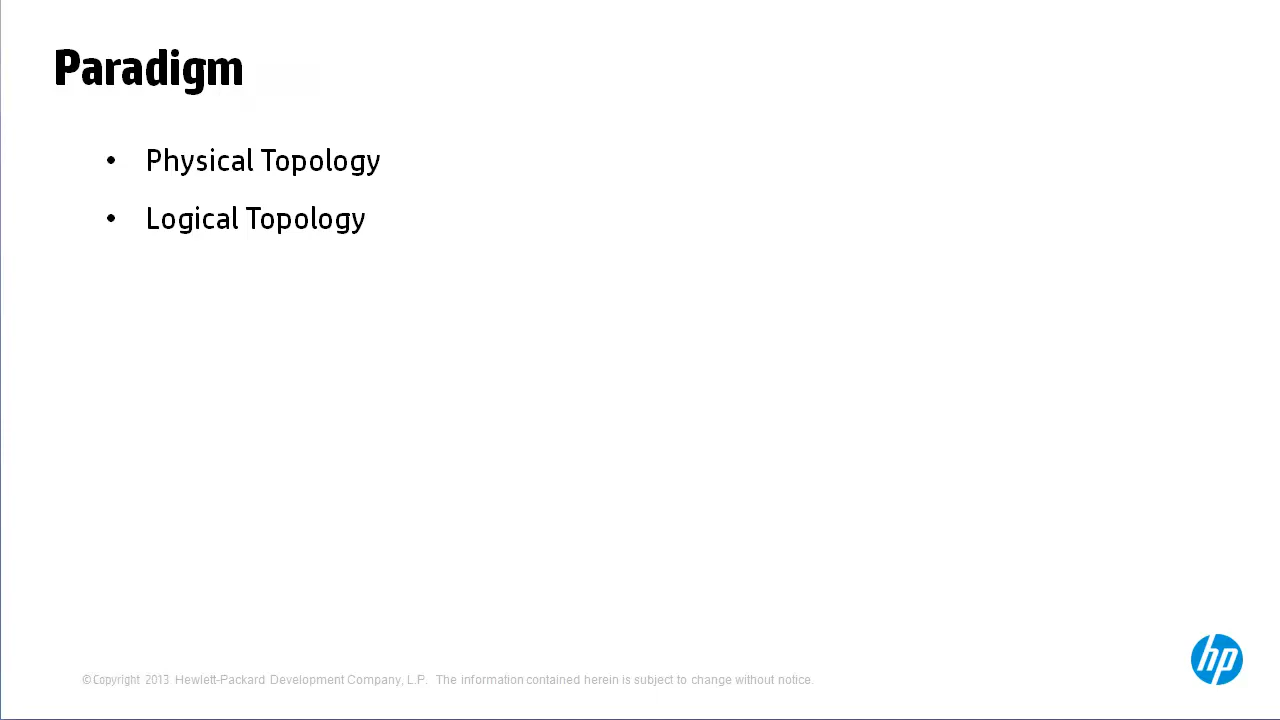 Paradigm
• Physical Topology
• Logical Topology
© Copyright 2013 Hewlett-Packard Development Company, L.P. The information contained herein is subject to change without notice.
hp